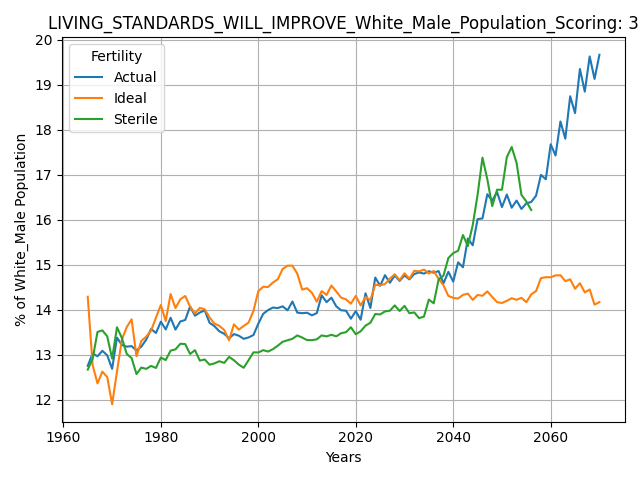 LIVING_STANDARDS_WILL_IMPROVE_White_Male_Population_Scoring: 3
Fertility
Actual
Ideal
Sterile
% of White_Male Population
20
19
18
17
16
15
14
13
12
1960 1980 2000 2020 2040 2060
Years